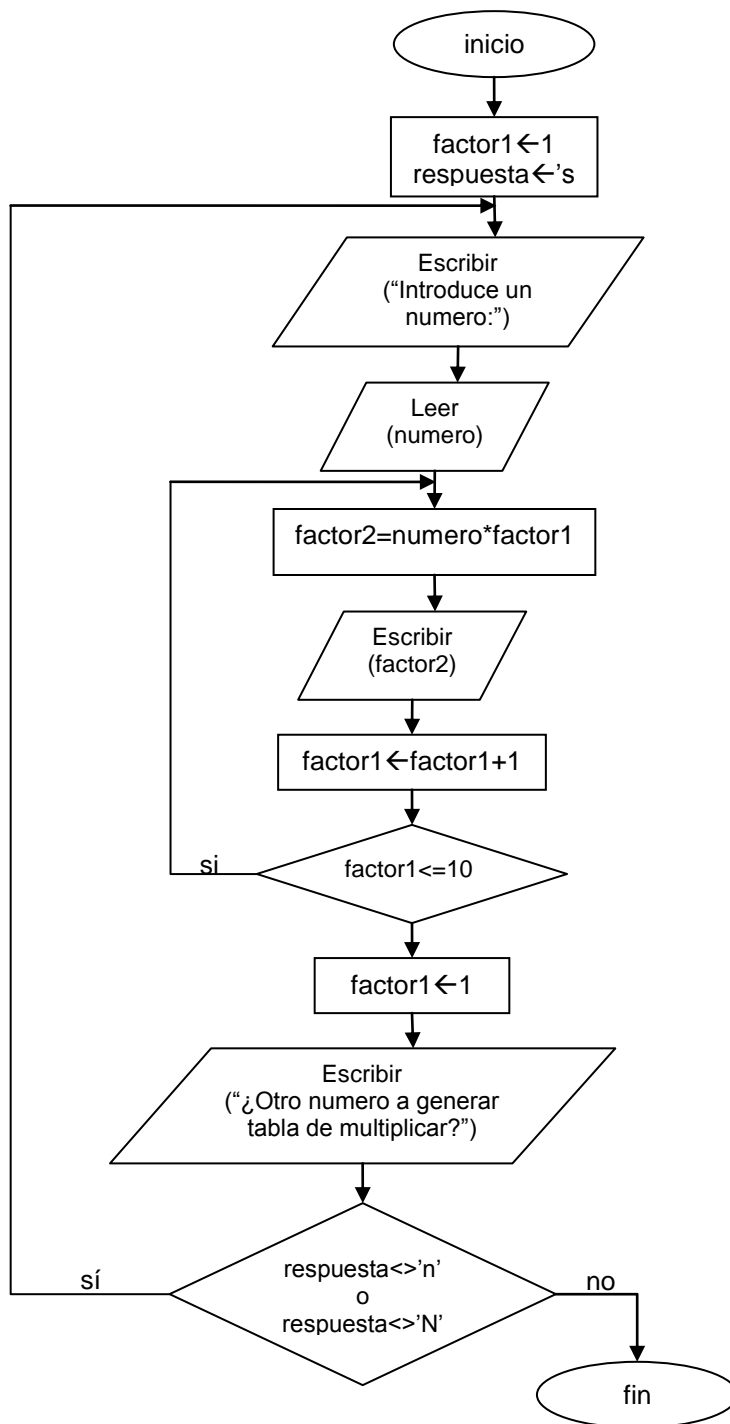 inicio
factor1←1
respuesta←’s
Escribir
(“Introduce un
numero:”)
Leer
(numero)
factor2=numero*factor1
Escribir
(factor2)
factor1←factor1+1
si
factor1<=10
factor1←1
Escribir
(“¿Otro numero a generar
tabla de multiplicar?”)
sí
respuesta<>’n’
o
respuesta<>’N’
no
fin